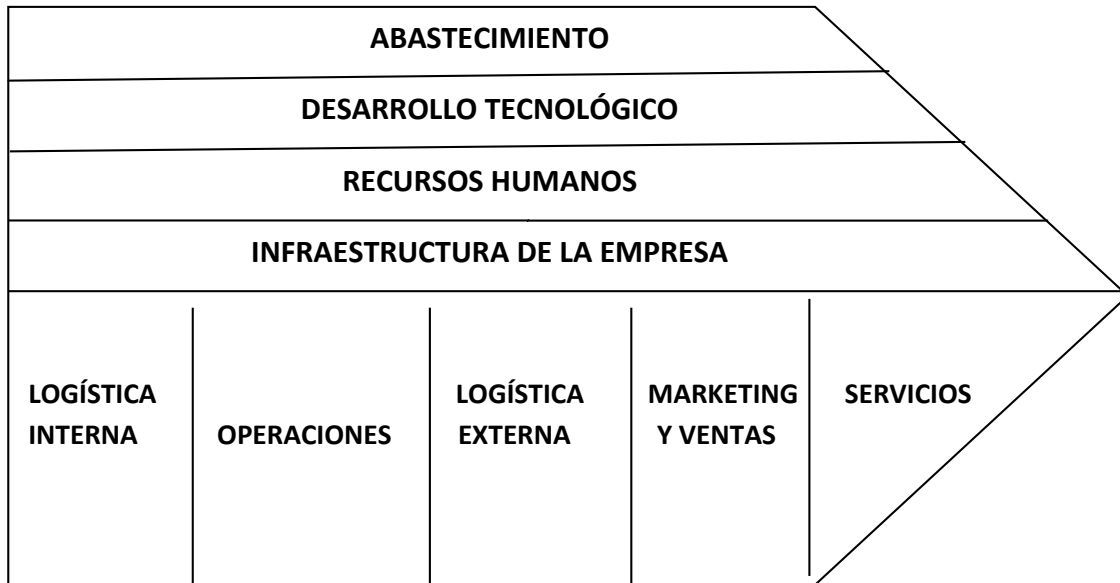 ABASTECIMIENTO
DESARROLLO TECNOLÓGICO
RECURSOS HUMANOS
INFRAESTRUCTURA DE LA EMPRESA
LOGÍSTICA
INTERNA
OPERACIONES
LOGÍSTICA
EXTERNA
MARKETING
Y VENTAS
SERVICIOS